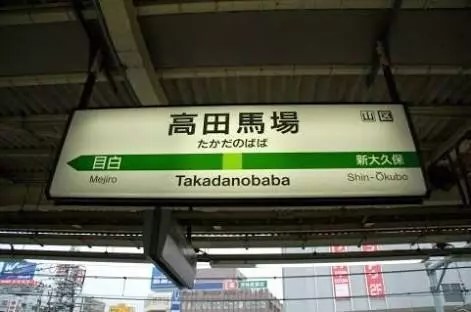 高田馬場
山 区
たかだのばば
目白
新大久保
Mejiro
Takadanobaba
Shin-Ōkubo